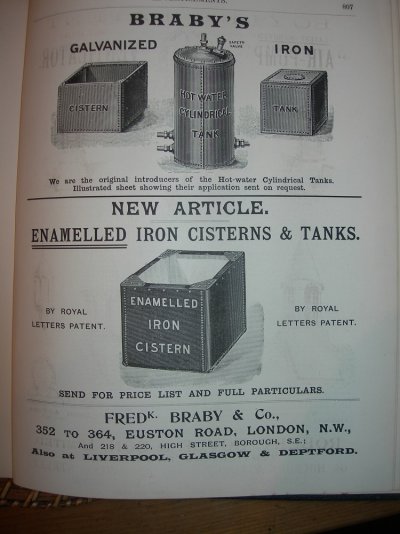 607
BRABY'S
GALVANIZED
IRON
SAFETY
VALVE
CISTERN
HOT WATER
CYLINDRICAL
TANK
TANK
We are the original introducers of the Hot-water Cylindrical Tanks.
Illustrated sheet showing their application sent on request.
NEW ARTICLE.
ENAMELLED IRON CISTERNS & TANKS.
ENAMELLED
IRON
CISTERN
BY ROYAL
LETTERS PATENT.
BY ROYAL
LETTERS PATENT.
SEND FOR PRICE LIST AND FULL PARTICULARS.
FREDK. BRABY & Co.,
352 TO 364, EUSTON ROAD, LONDON, N.W.,
And 218 & 220, HIGH STREET, BOROUGH, S.E.;
Also at LIVERPOOL, GLASGOW & DEPTFORD.